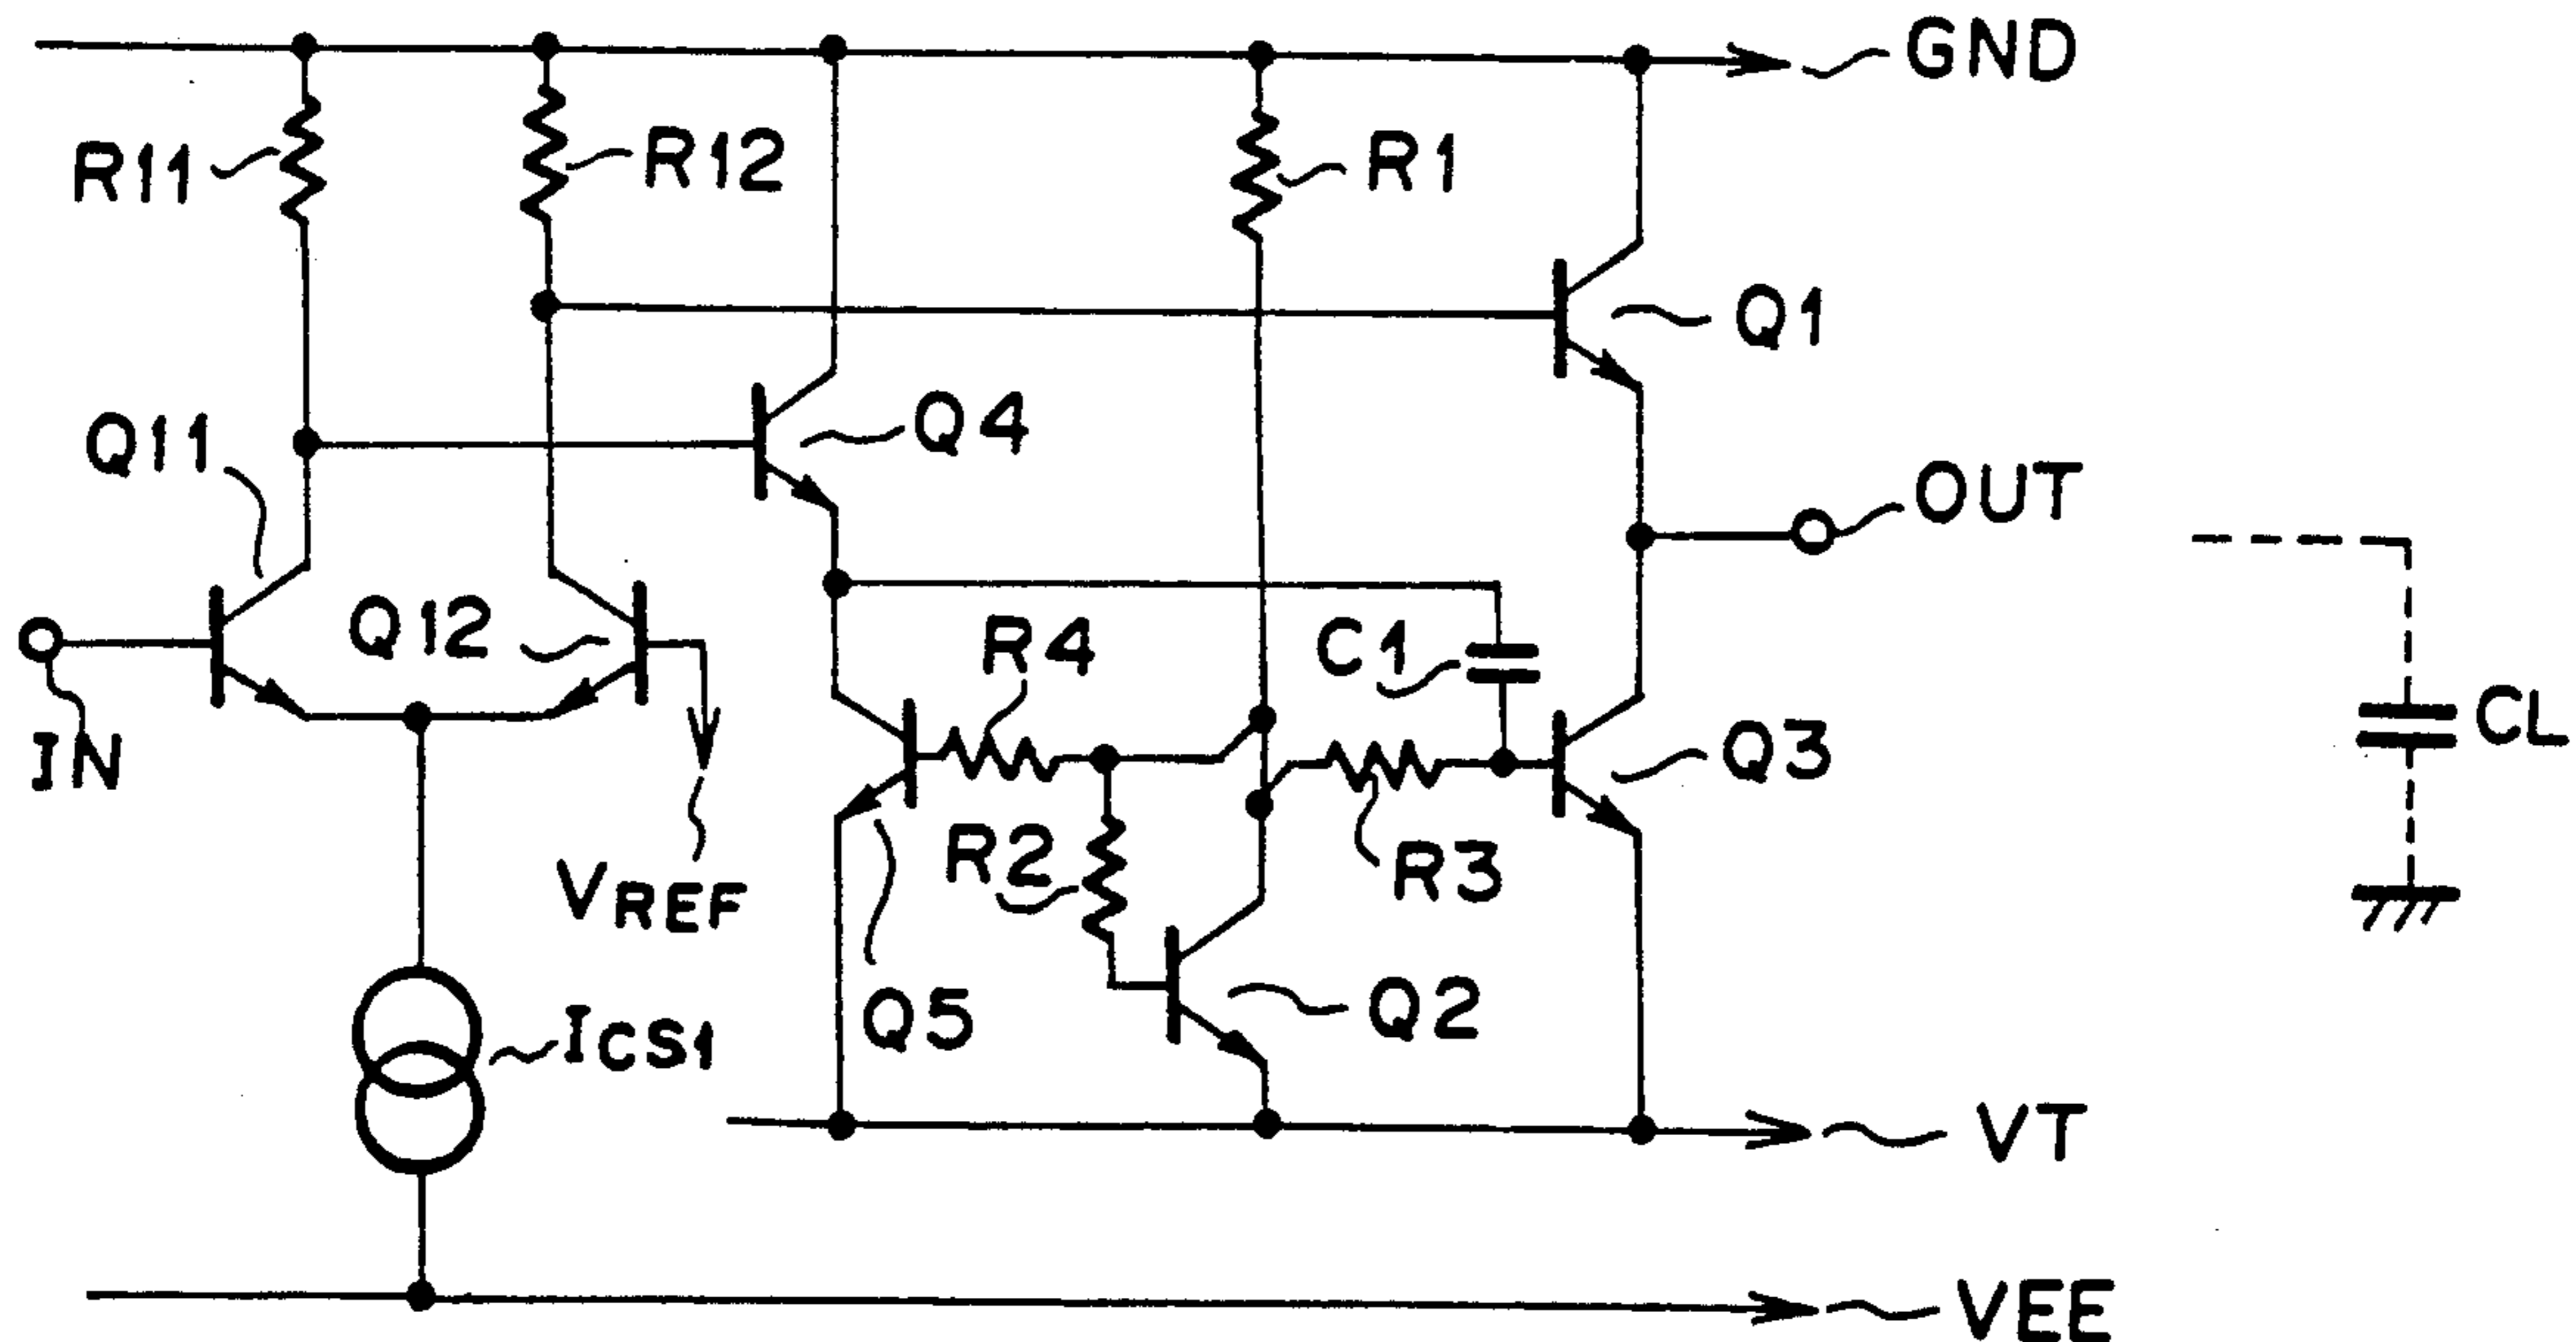 GND
R11
R12
R1
Q1
Q11
Q4
OUT
Q12
R4
C1
IN
Q3
CL
R2
R3
VREF
Q5
Q2
ICS1
VT
VEE